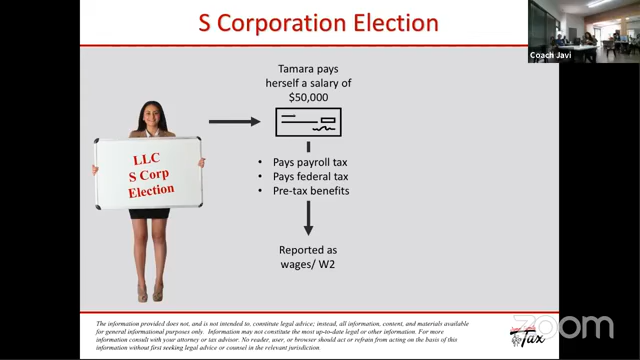 S Corporation Election
Coach Javi
Tamara pays
herself a salary of
$50,000
LLC
S Corp
Election
• Pays payroll tax
• Pays federal tax
• Pre-tax benefits
Reported as
wages/ W2
The information provided does not, and is not intended to, constitute legal advice; instead, all information, content, and materials available
for general informational purposes only. Information may not constitute the most up-to-date legal or other information. For more
information consult with your attorney or tax advisor. No reader, user, or browser should act or refrain from acting on the basis of this
information without first seeking legal advice or counsel in the relevant jurisdiction.
Tax
zoom